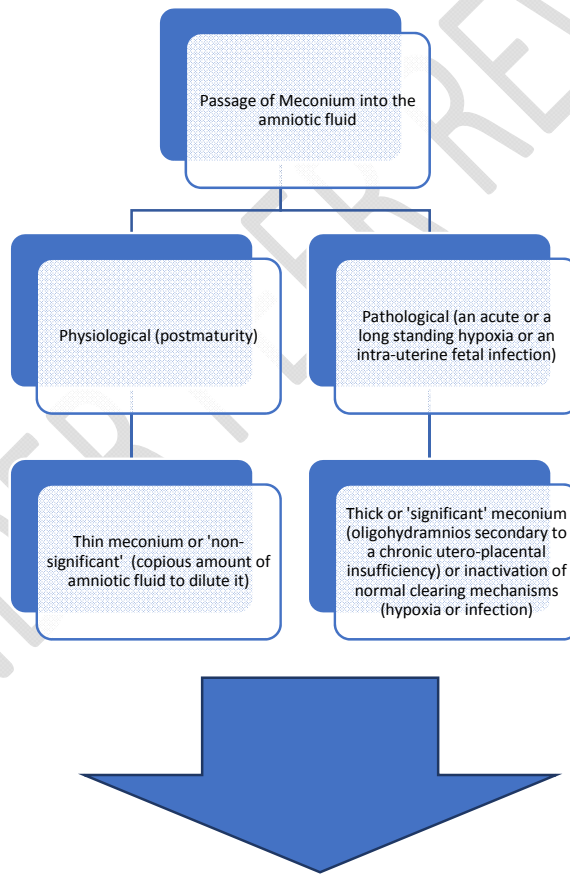 Passage of Meconium into the
amniotic fluid
Physiological (postmaturity)
Pathological (an acute or a
long standing hypoxia or an
intra-uterine fetal infection)
Thin meconium or 'non-
significant' (copious amount of
amniotic fluid to dilute it)
Thick or 'significant' meconium
(oligohydramnios secondary to
a chronic utero-placental
insufficiency) or inactivation of
normal clearing mechanisms
(hypoxia or infection)